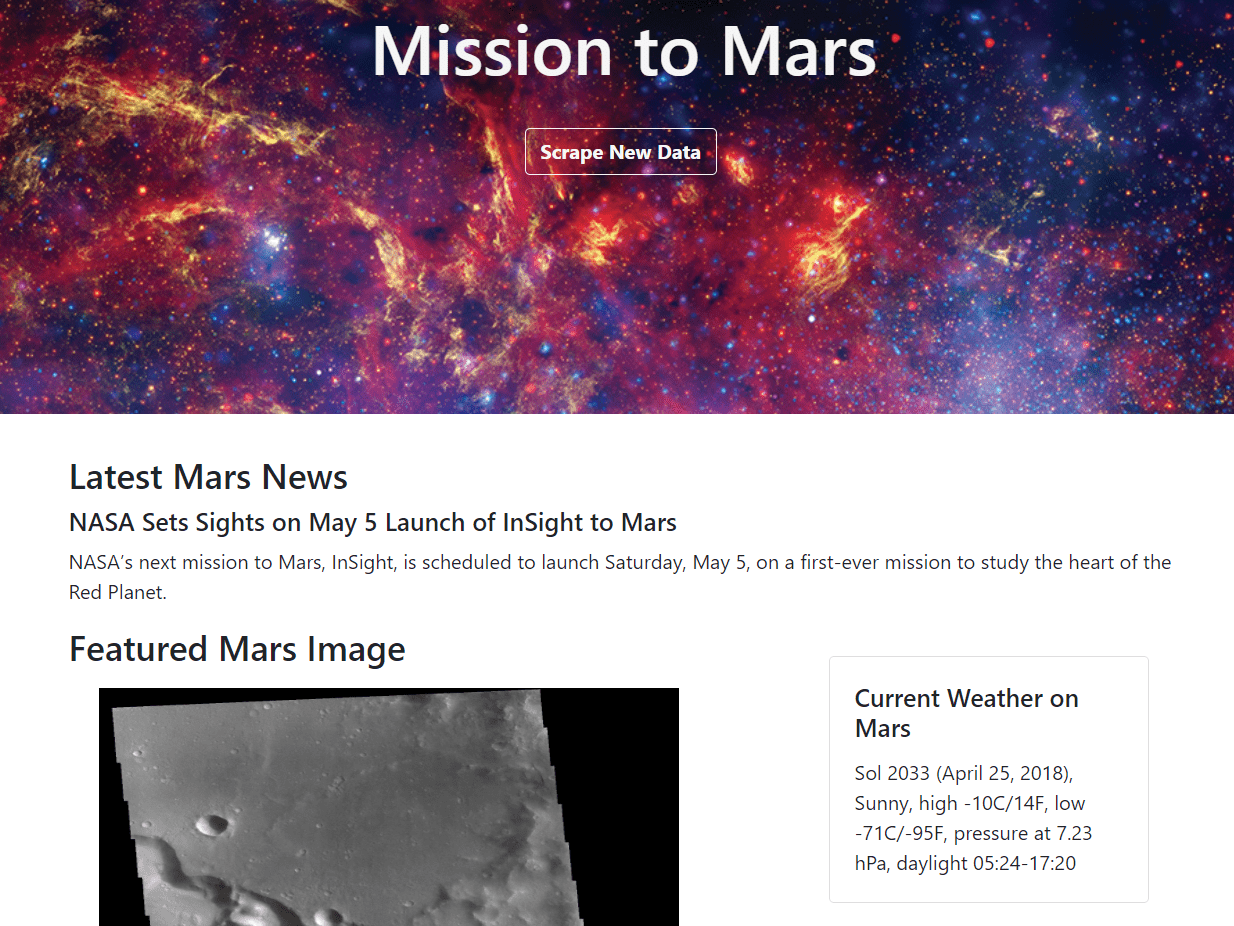 Mission to Mars
Scrape New Data
Latest Mars News
NASA Sets Sights on May 5 Launch of InSight to Mars
NASA’s next mission to Mars, InSight, is scheduled to launch Saturday, May 5, on a first-ever mission to study the heart of the
Red Planet.
Featured Mars Image
Current Weather on
Mars
Sol 2033 (April 25, 2018),
Sunny, high -10C/14F, low
-71C/-95F, pressure at 7.23
hPa, daylight 05:24-17:20